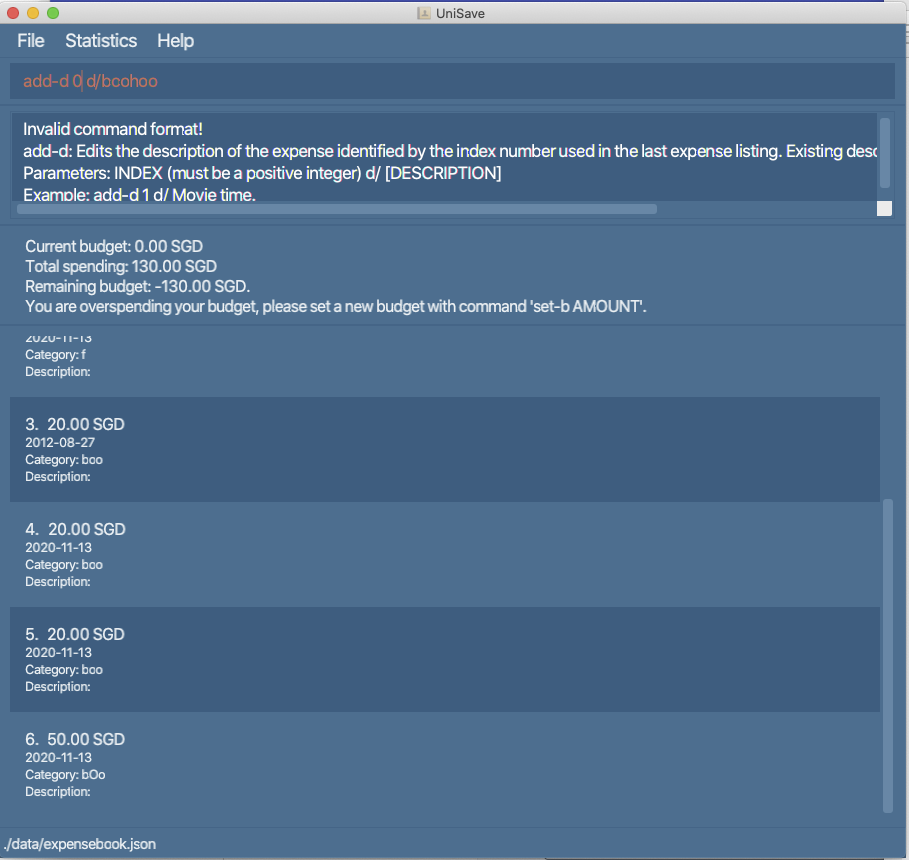 UniSave
File Statistics Help
add-d 0 d/boohoo
Invalid command format!
add-d: Edits the description of the expense identified by the index number used in the last expense listing. Existing desc
Parameters: INDEX (must be a positive integer) d/ [DESCRIPTION]
Example: add-d 1 d/ Movie time.
Current budget: 0.00 SGD
Total spending: 130.00 SGD
Remaining budget: -130.00 SGD.
You are overspending your budget, please set a new budget with command 'set-b AMOUNT'.
2020-11-13
Category: f
Description:
3. 20.00 SGD
2012-08-27
Category: boo
Description:
4. 20.00 SGD
2020-11-13
Category: boo
Description:
5. 20.00 SGD
2020-11-13
Category: boo
Description:
6. 50.00 SGD
2020-11-13
Category: bOo
Description:
./data/expensebook.json